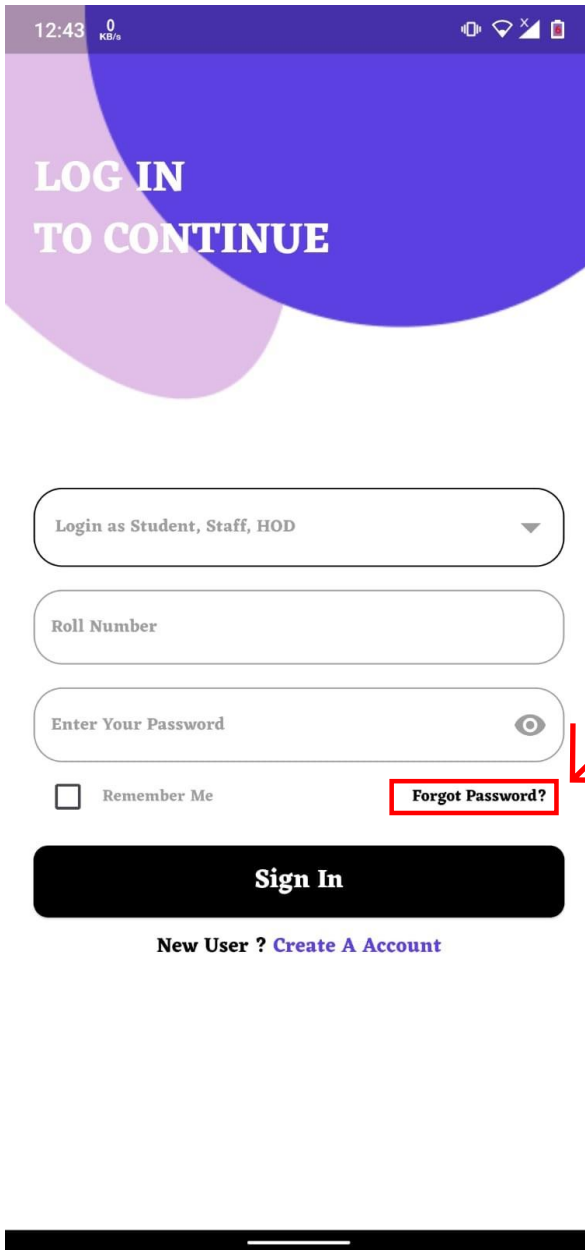 12:43 0
KB/s
LOG IN
TO CONTINUE
Login as Student, Staff, HOD
Roll Number
Enter Your Password
Remember Me Forgot Password?
Sign In
New User ? Create A Account